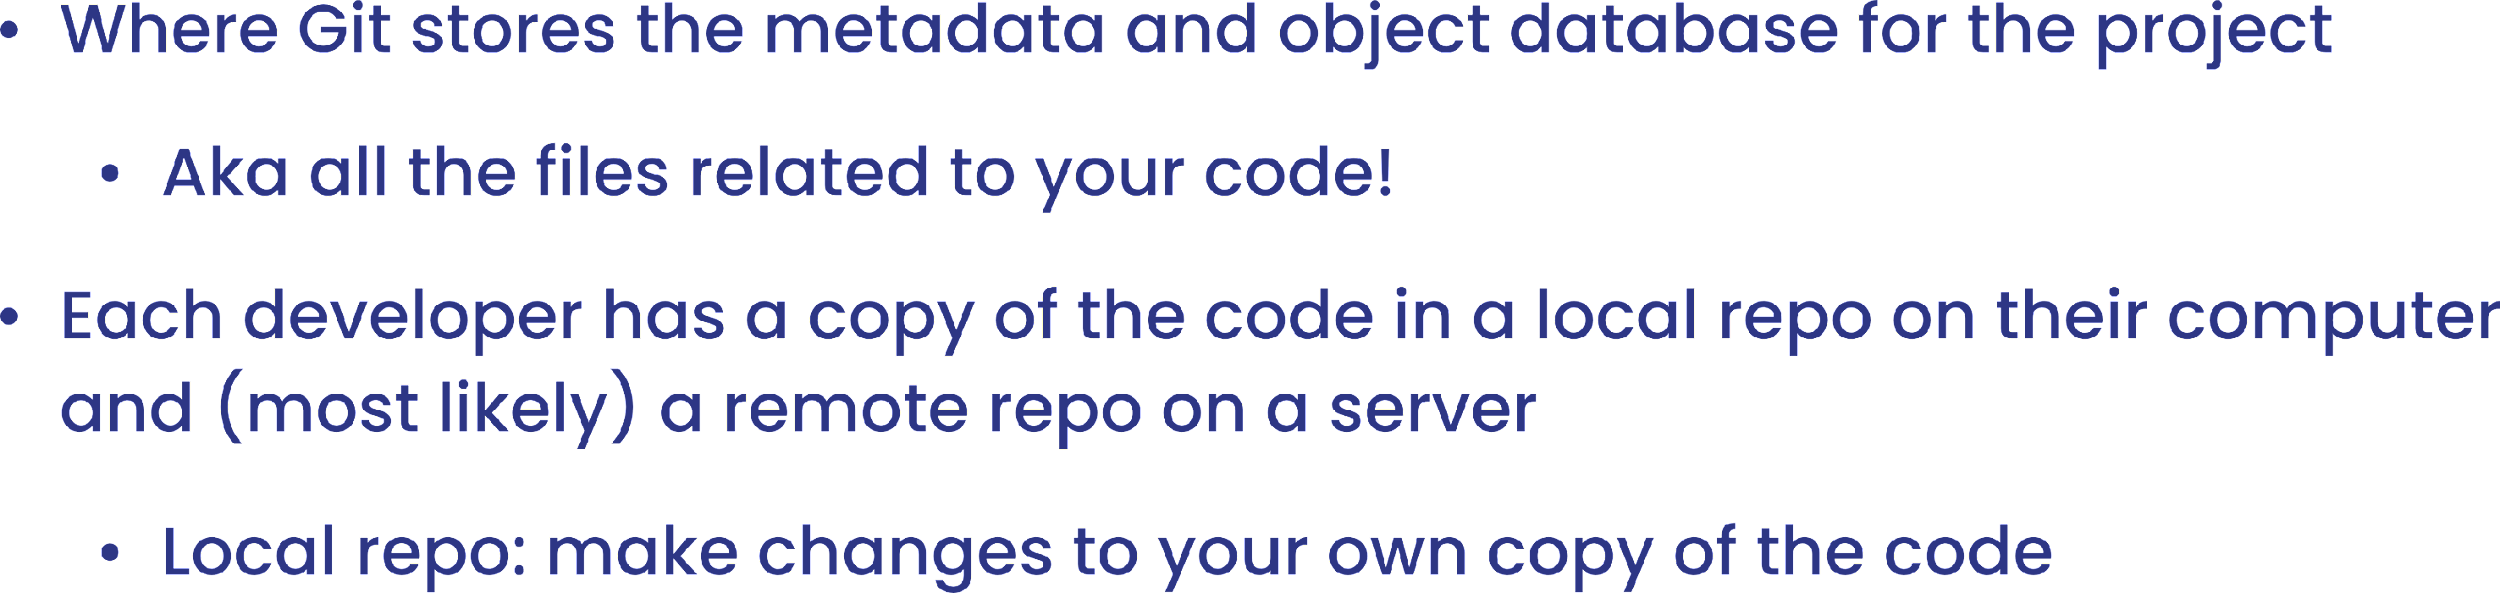 • Where Git stores the metadata and object database for the project
• Aka all the files related to your code!
• Each developer has a copy of the code in a local repo on their computer
and (most likely) a remote repo on a server
• Local repo: make changes to your own copy of the code